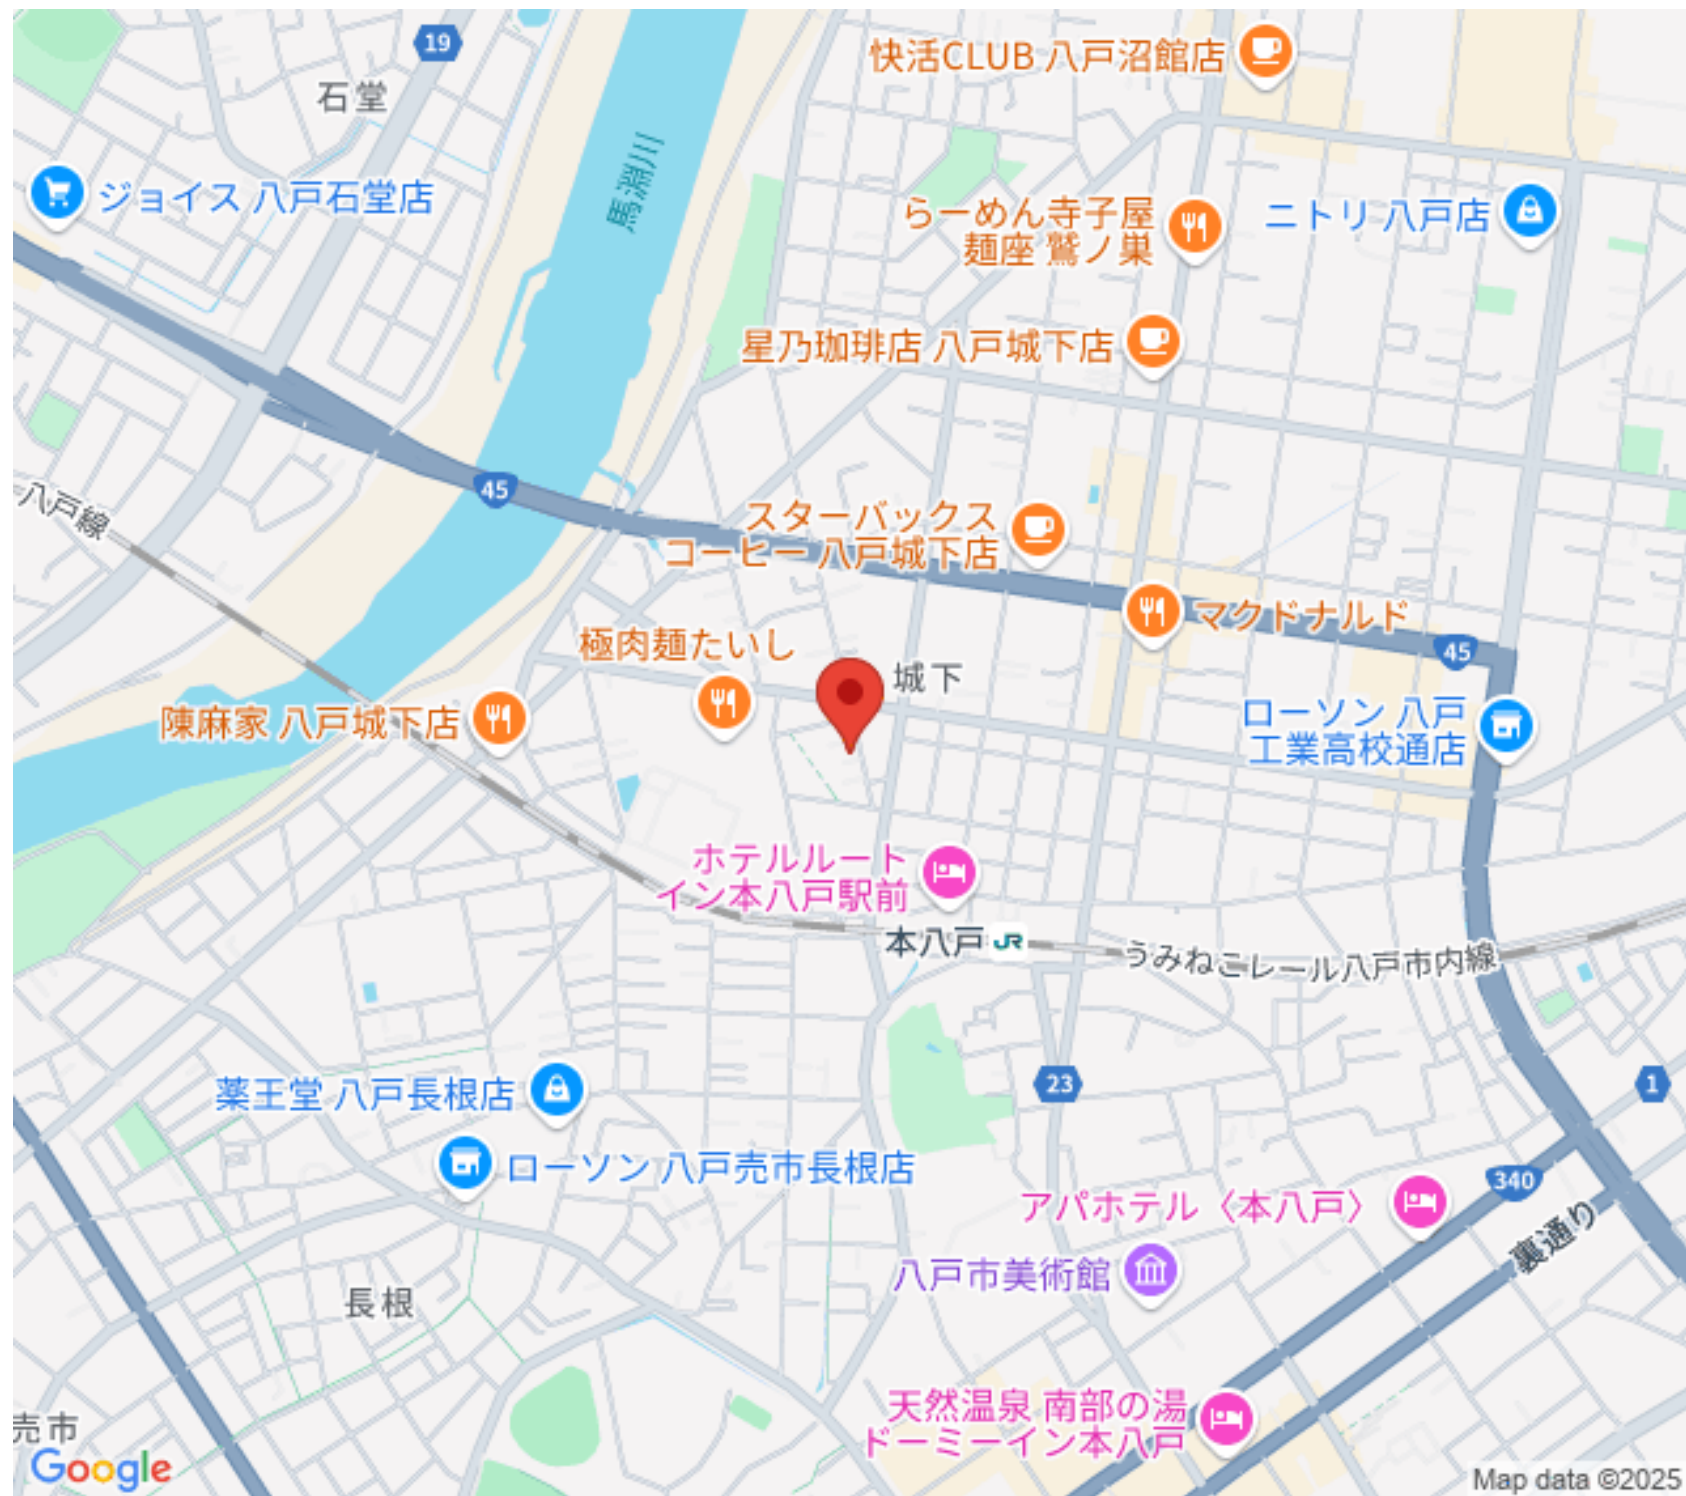 19
快活CLUB 八戸沼館店
石堂
馬淵川
ジョイス 八戸石堂店
らーめん寺子屋
麺座 鷲ノ巣
ニトリ 八戸店
星乃珈琲店 八戸城下店
45
八戸線
スターバックス
コーヒー 八戸城下店
マクドナルド
極肉麺たいし
45
城下
陳麻家 八戸城下店
ローソン 八戸
工業高校通店
ホテルルート
イン本八戸駅前
本八戸 JR
うみねこレール八戸市内線
23
1
薬王堂 八戸長根店
ローソン 八戸売市長根店
340
アパホテル〈本八戸〉
裏通り
八戸市美術館
長根
天然温泉 南部の湯
ドーミーイン本八戸
売市
Google
Map data ©2025